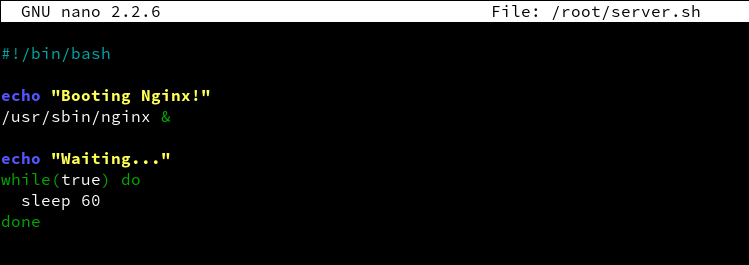 GNU nano 2.2.6 File: /root/server.sh
#!/bin/bash
echo "Booting Nginx!"
/usr/sbin/nginx &
echo "Waiting..."
while(true) do
  sleep 60
done